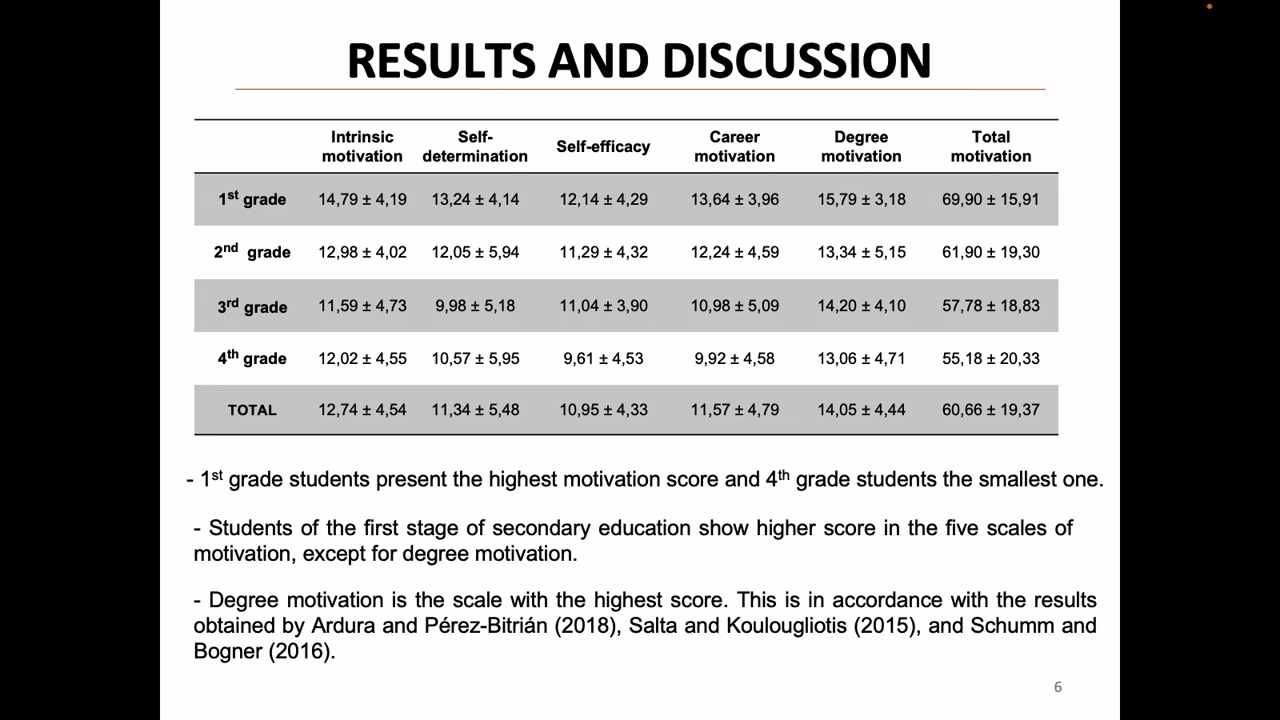 RESULTS AND DISCUSSION
Intrinsic motivation Self-determination Self-efficacy Career motivation Degree motivation Total motivation
1st grade 14,79 ± 4,19 13,24 ± 4,14 12,14 ± 4,29 13,64 ± 3,96 15,79 ± 3,18 69,90 ± 15,91
2nd grade 12,98 ± 4,02 12,05 ± 5,94 11,29 ± 4,32 12,24 ± 4,59 13,34 ± 5,15 61,90 ± 19,30
3rd grade 11,59 ± 4,73 9,98 ± 5,18 11,04 ± 3,90 10,98 ± 5,09 14,20 ± 4,10 57,78 ± 18,83
4th grade 12,02 ± 4,55 10,57 ± 5,95 9,61 ± 4,53 9,92 ± 4,58 13,06 ± 4,71 55,18 ± 20,33
TOTAL 12,74 ± 4,54 11,34 ± 5,48 10,95 ± 4,33 11,57 ± 4,79 14,05 ± 4,44 60,66 ± 19,37
- 1st grade students present the highest motivation score and 4th grade students the smallest one.
- Students of the first stage of secondary education show higher score in the five scales of
motivation, except for degree motivation.
- Degree motivation is the scale with the highest score. This is in accordance with the results
obtained by Ardura and Pérez-Bitrián (2018), Salta and Koulougliotis (2015), and Schumm and
Bogner (2016).
6